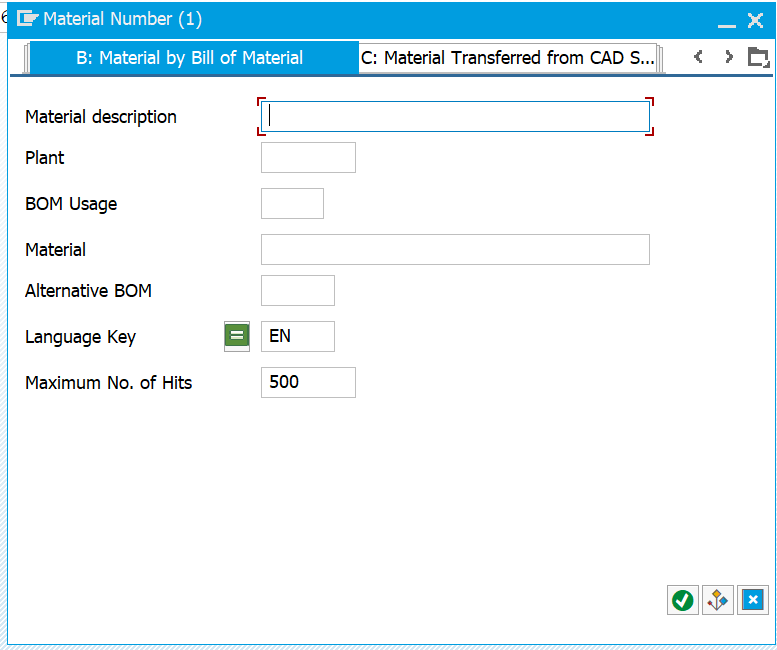 Material Number (1)
B: Material by Bill of Material
C: Material Transferred from CAD S...
Material description
Plant
BOM Usage
Material
Alternative BOM
Language Key
EN
Maximum No. of Hits
500